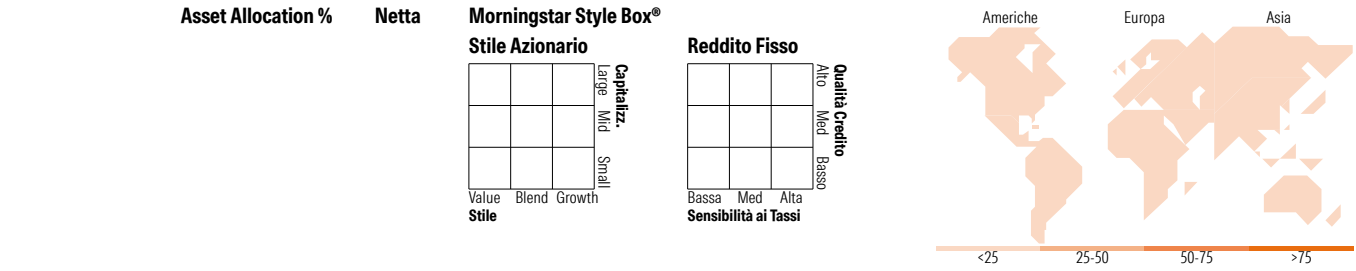 Asset Allocation % Netta
Morningstar Style Box®
Stile Azionario
Large Mid Small
Capitalizz.
Value Blend Growth
Stile
Reddito Fisso
Alto Med Basso
Qualità Credito
Bassa Med Alta
Sensibilità ai Tassi
Americhe Europa Asia
<25 25-50 50-75 >75